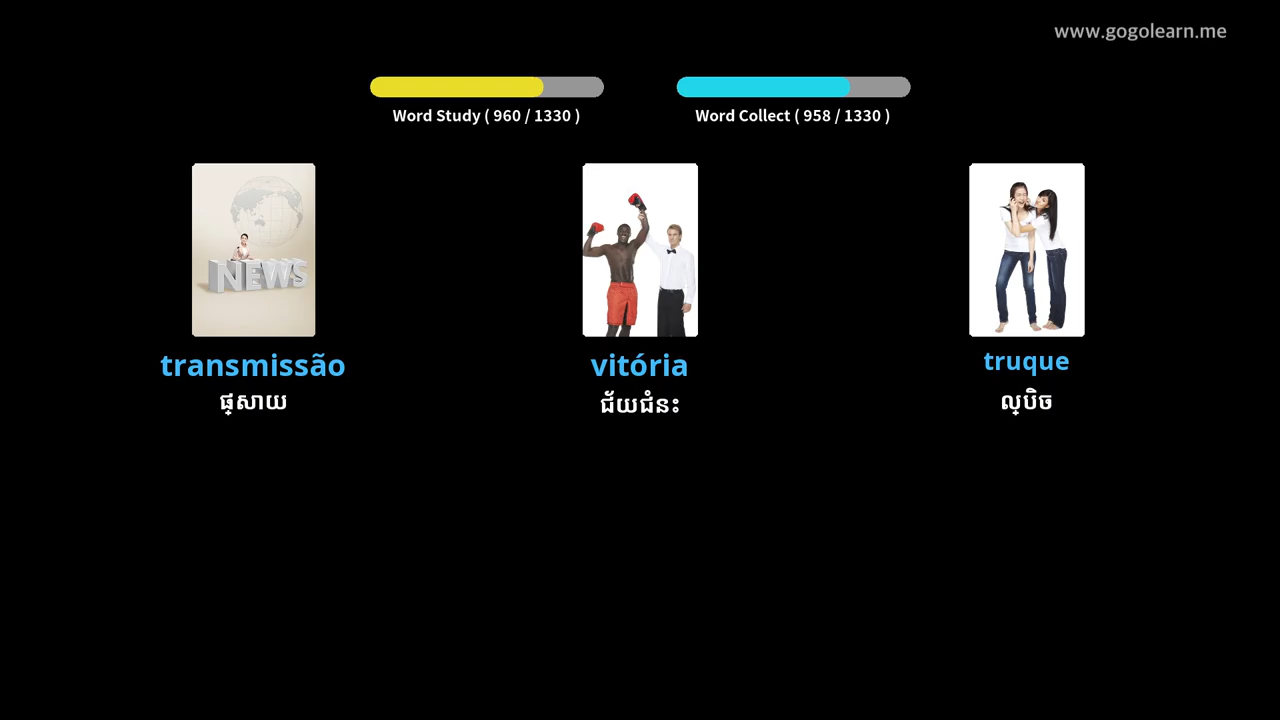 www.gogolearn.me
Word Study ( 960 / 1330 )
Word Collect ( 958 / 1330 )
NEWS
transmissão
vitória
truque
ផ្សាយ
ជ័យជំនះ
ល្បិច